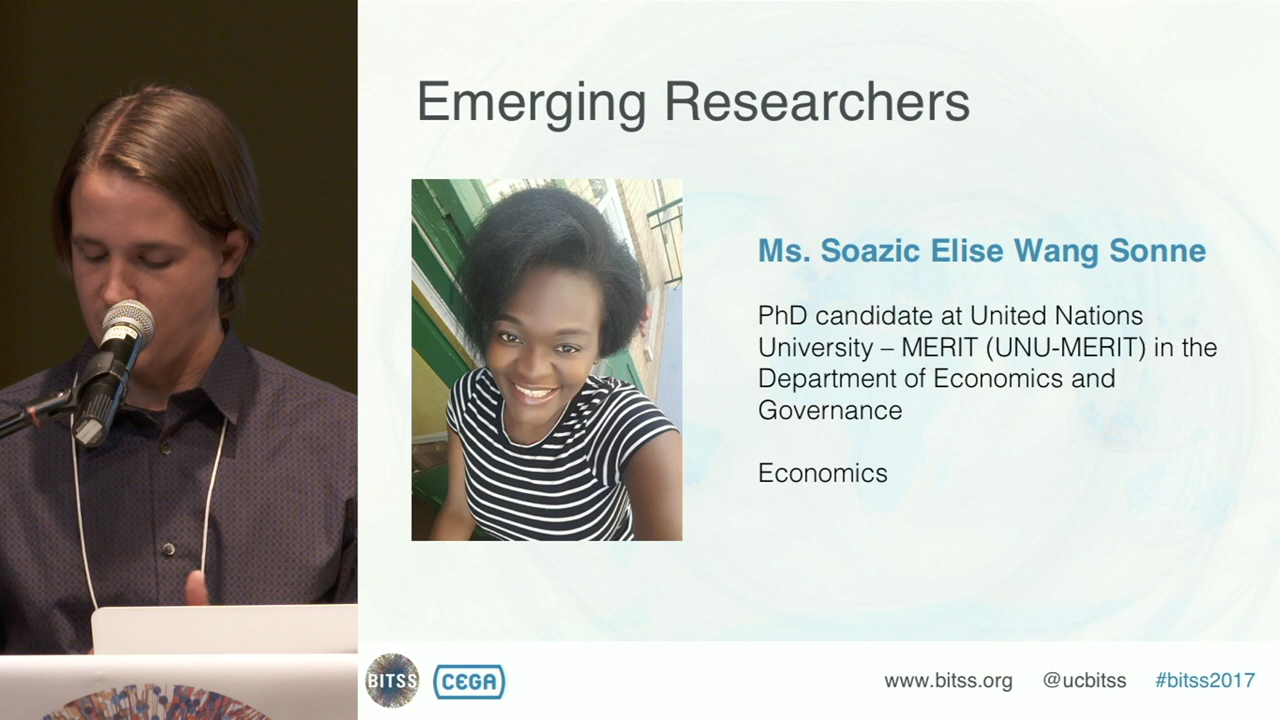 Emerging Researchers
Ms. Soazic Elise Wang Sonne
PhD candidate at United Nations
University – MERIT (UNU-MERIT) in the
Department of Economics and
Governance
Economics
BITSS
CEGA
www.bitss.org
@ucbitss
#bitss2017